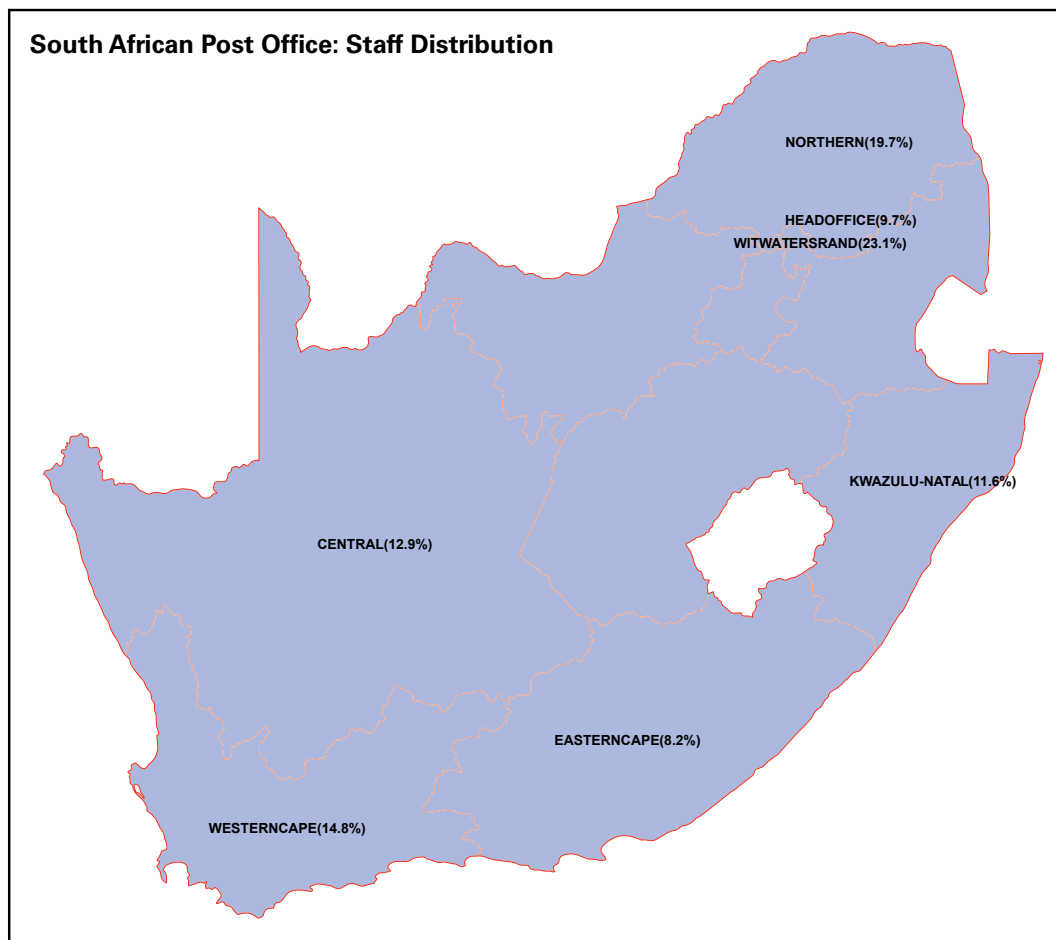 South African Post Office: Staff Distribution
NORTHERN(19.7%)
HEADOFFICE(9.7%)
WITWATERSRAND(23.1%)
KWAZULU-NATAL(11.6%)
CENTRAL(12.9%)
EASTERNCAPE(8.2%)
WESTERNCAPE(14.8%)